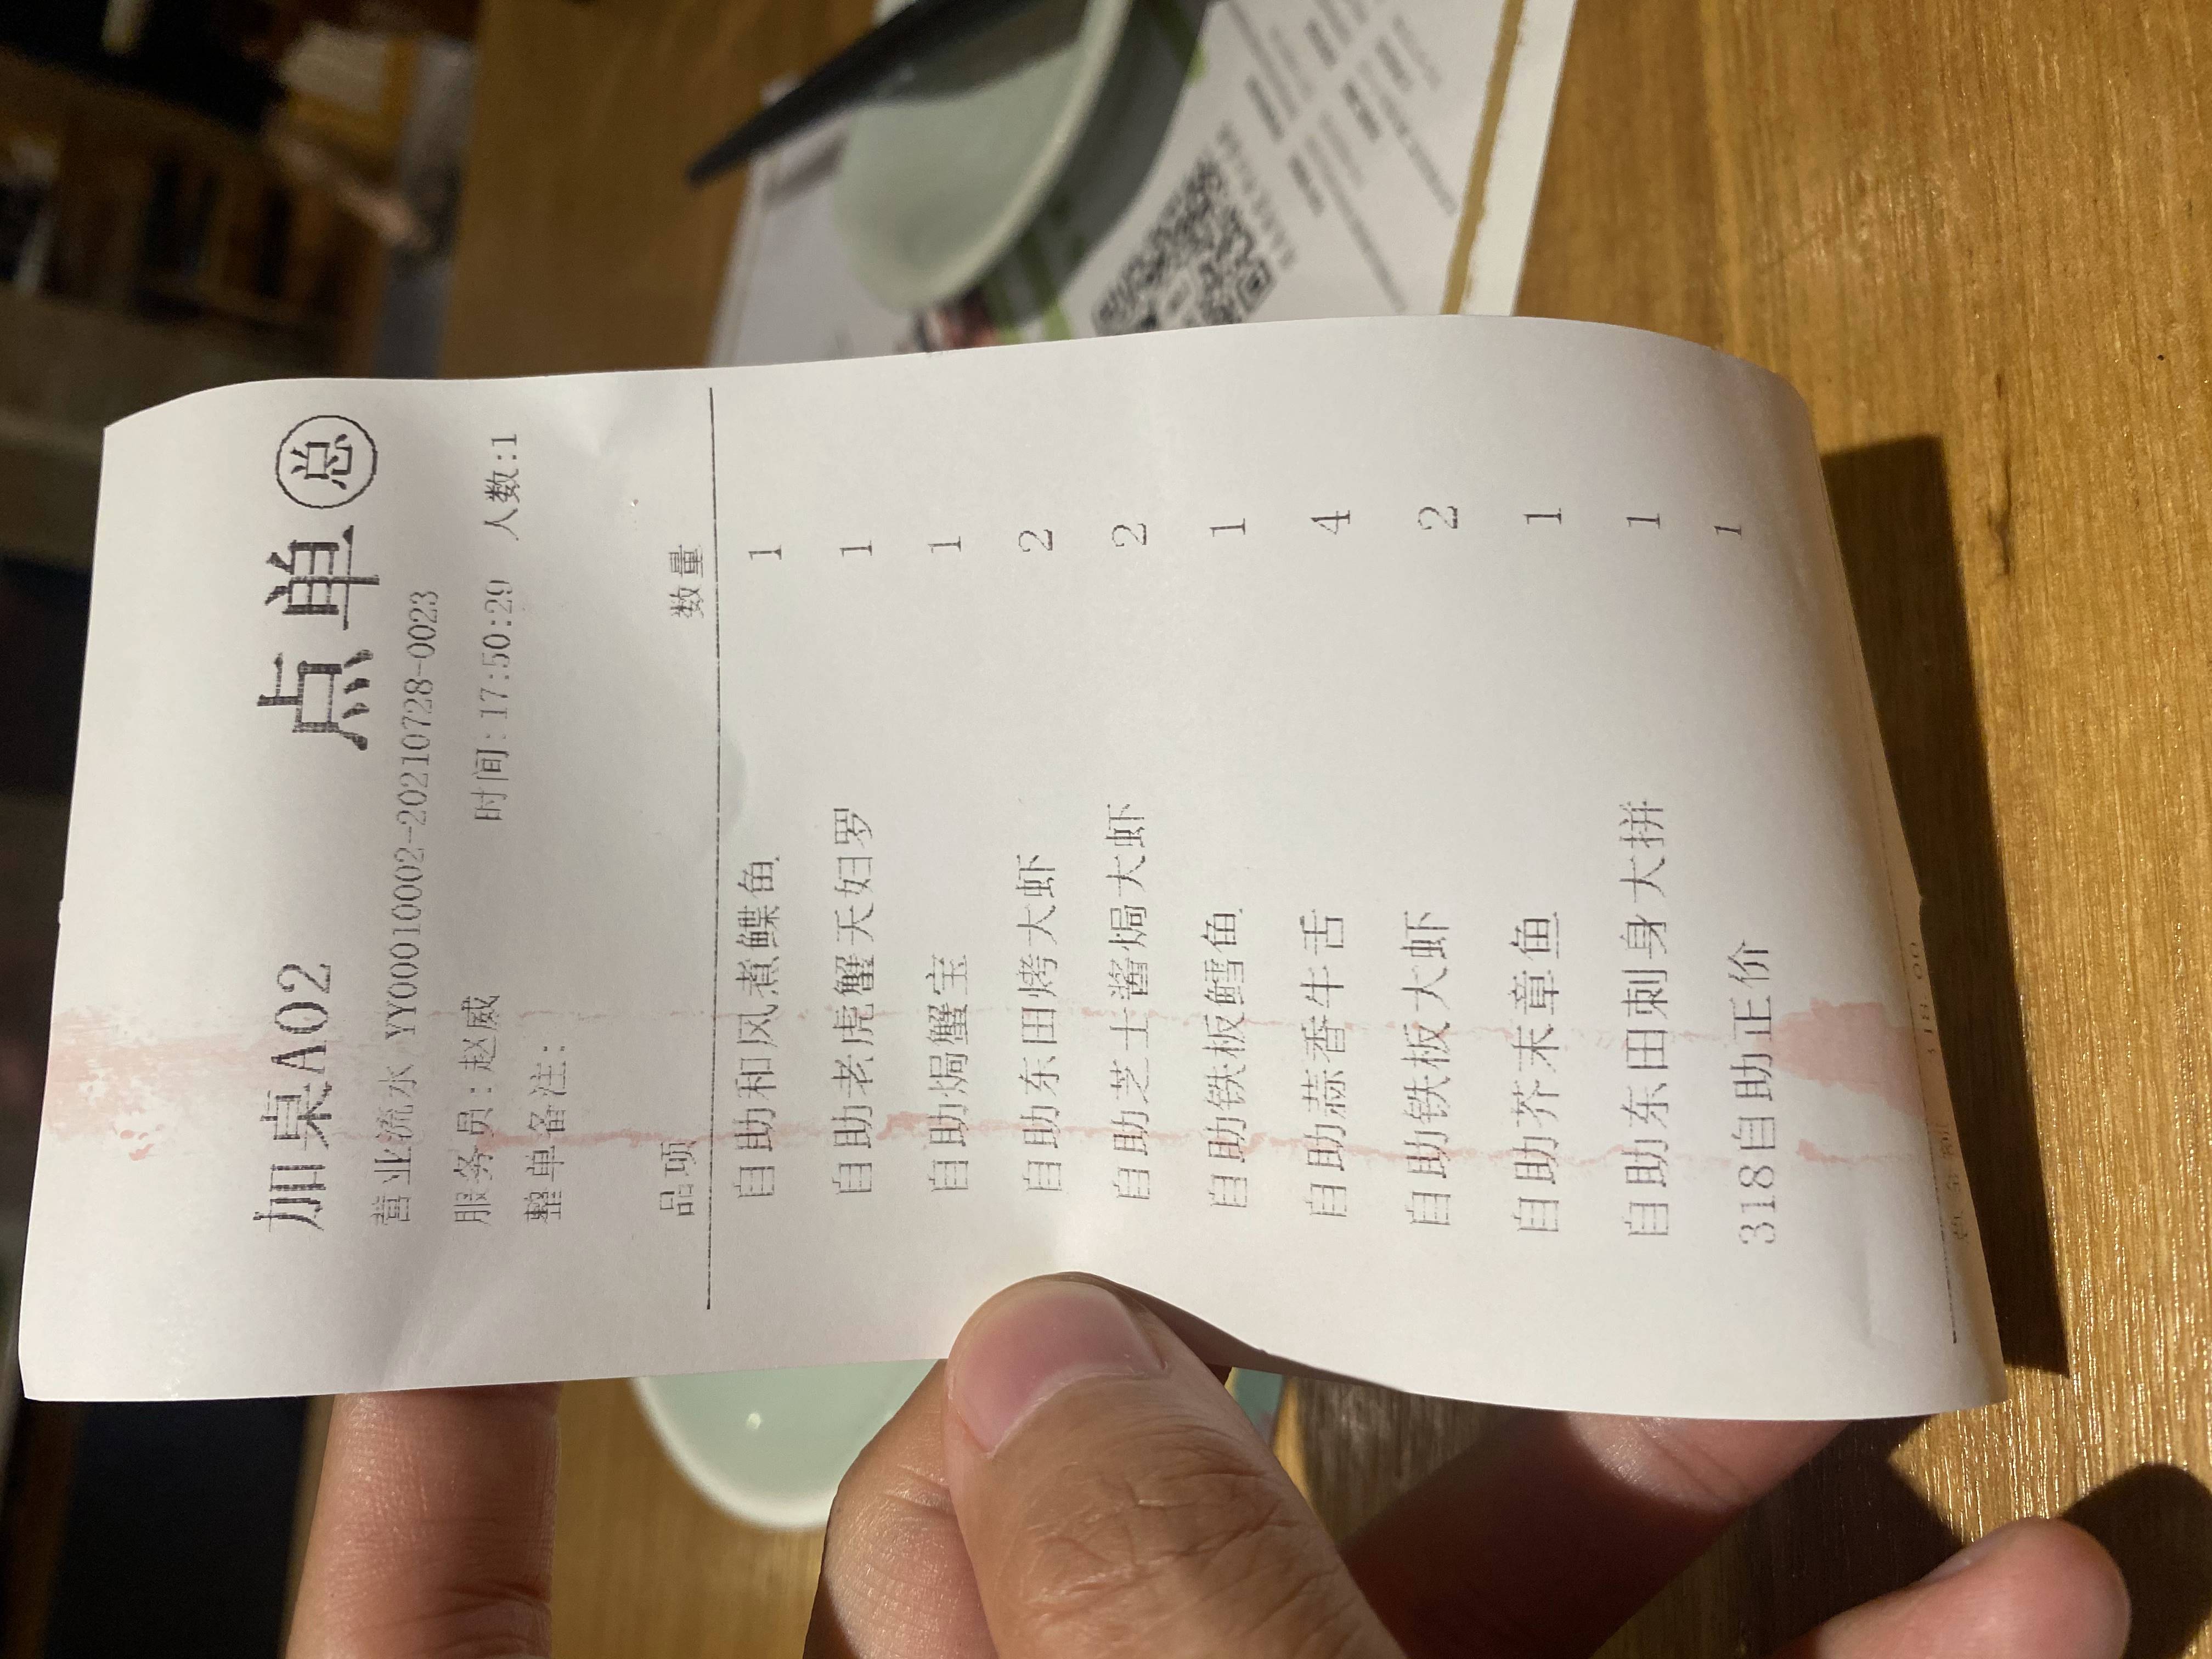 加桌A02 点单 总
营业流水 YY00010002-20210728-0023
服务员:赵威 时间:17:50:29 人数:1
整单备注:
品项 数量
自助和风煮鲽鱼 1
自助老虎蟹天妇罗 1
自助焗蟹宝 1
自助东田烤大虾 2
自助芝士酱焗大虾 2
自助铁板鳕鱼 1
自助蒜香牛舌 4
自助铁板大虾 2
自助芥末章鱼 1
自助东田刺身大拼 1
318自助正价 1